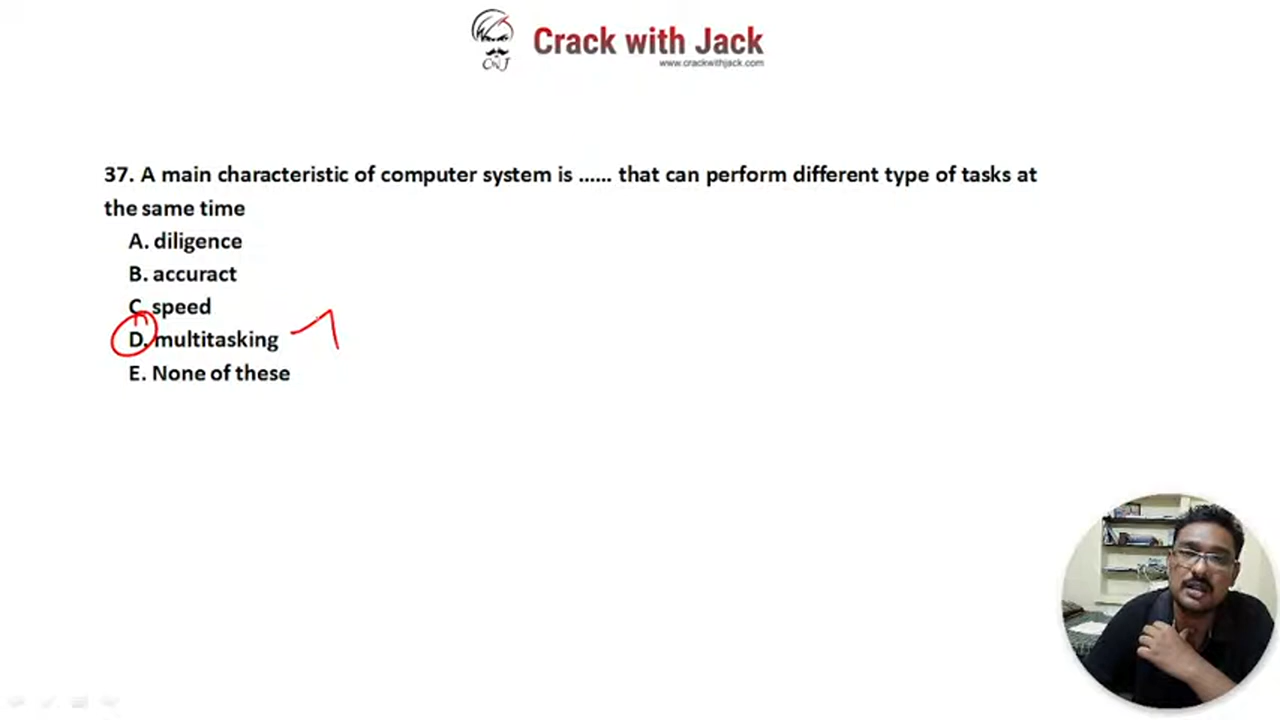 Crack with Jack
www.crackwithjack.com
37. A main characteristic of computer system is ...... that can perform different type of tasks at
the same time
A. diligence
B. accuract
C. speed
D. multitasking
E. None of these